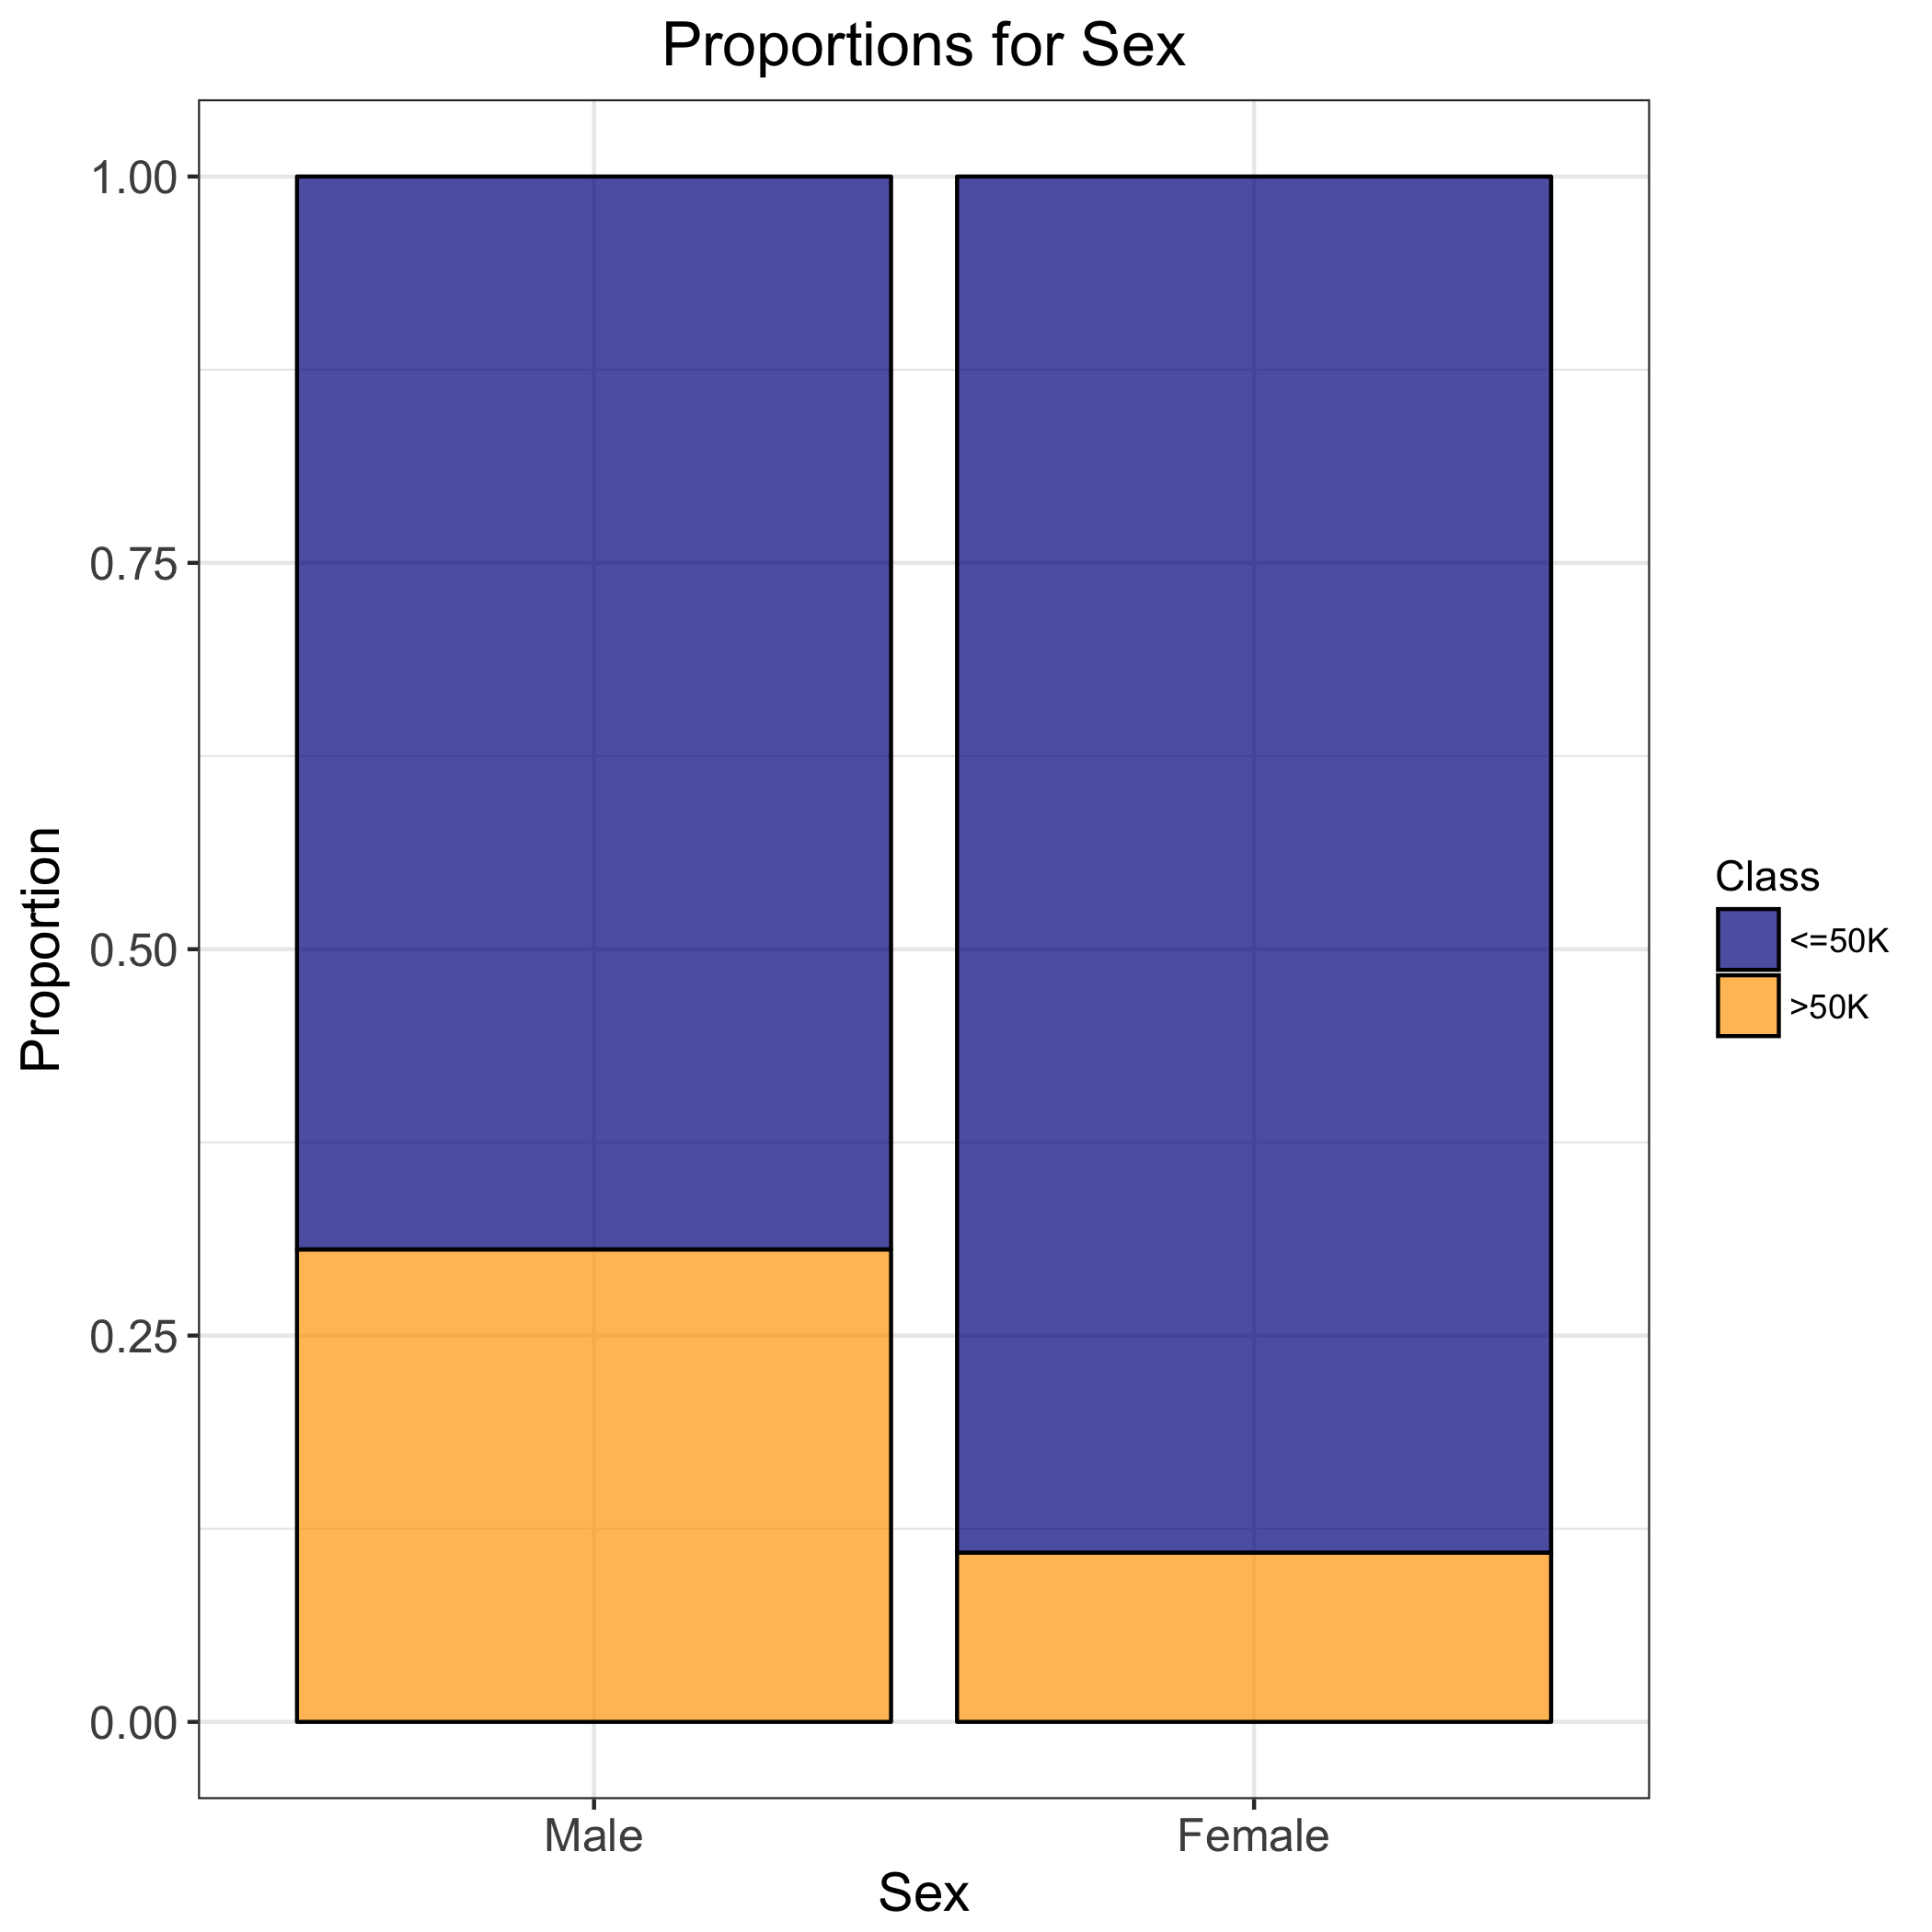 Proportions for Sex
Proportion
1.00
0.75
0.50
0.25
0.00
Male Female
Sex
Class
<=50K
>50K